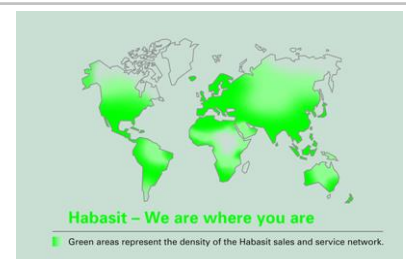 Habasit – We are where you are
Green areas represent the density of the Habasit sales and service network.